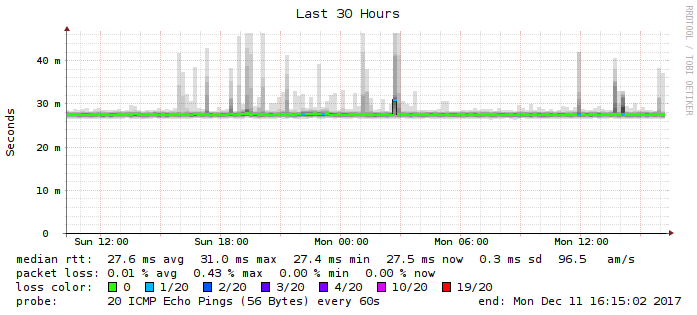 Last 30 Hours
RRDTOOL / TOBI OETIKER
Seconds
40 m
30 m
20 m
10 m
0
Sun 12:00 Sun 18:00 Mon 00:00 Mon 06:00 Mon 12:00
median rtt: 27.6 ms avg 31.0 ms max 27.4 ms min 27.5 ms now 0.3 ms sd 96.5 am/s
packet loss: 0.01 % avg 0.43 % max 0.00 % min 0.00 % now
loss color: 0 1/20 2/20 3/20 4/20 10/20 19/20
probe: 20 ICMP Echo Pings (56 Bytes) every 60s end: Mon Dec 11 16:15:02 2017